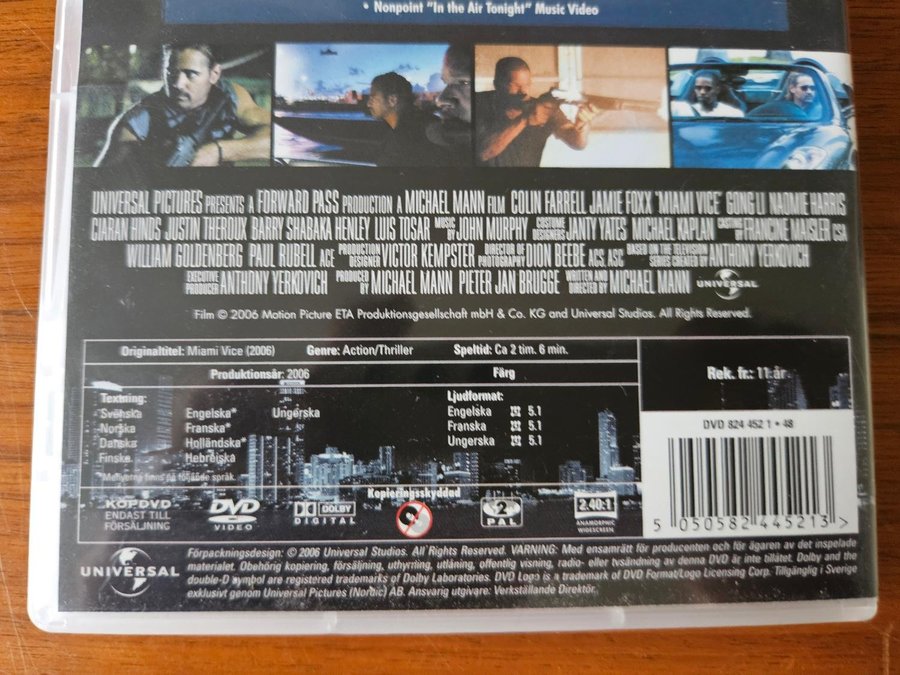 • Nonpoint "In the Air Tonight" Music Video
UNIVERSAL PICTURES PRESENTS A FORWARD PASS PRODUCTION A MICHAEL MANN FILM COLIN FARRELL JAMIE FOXX "MIAMI VICE" GONG LI NAOMIE HARRIS
CIARAN HINDS JUSTIN THEROUX BARRY SHABAKA HENLEY LUIS TOSAR MUSIC BY JOHN MURPHY COSTUME DESIGNERS JANTY YATES MICHAEL KAPLAN CASTING BY FRANCINE MAISLER CSA
WILLIAM GOLDENBERG PAUL RUBELL ACE PRODUCTION DESIGNER VICTOR KEMPSTER DIRECTOR OF PHOTOGRAPHY DION BEEBE ACS ASC BASED ON THE TELEVISION SERIES CREATED BY ANTHONY YERKOVICH
EXECUTIVE PRODUCER ANTHONY YERKOVICH PRODUCED BY MICHAEL MANN PIETER JAN BRUGGE WRITTEN AND DIRECTED BY MICHAEL MANN UNIVERSAL
Film © 2006 Motion Picture ETA Produktionsgesellschaft mbH & Co. KG and Universal Studios. All Rights Reserved.
Originaltitel: Miami Vice (2006) Genre: Action/Thriller Speltid: Ca 2 tim. 6 min.
Produktionsår: 2006 Färg
Rek. fr.: 11 år
Textning:
Svenska Engelska* Ungerska
Norska Franska*
Danska Holländska*
Finska Hebreiska
*Menyerna finns på följande språk.
Ljudformat:
Engelska 5.1
Franska 5.1
Ungerska 5.1
DVD 824 452 1 • 48
5 050582 445213 >
KÖPDVD
ENDAST TILL
FÖRSÄLJNING
DVD
VIDEO
DOLBY
DIGITAL
Kopieringsskyddad
2
PAL
2.40:1
ANAMORPHIC
WIDESCREEN
UNIVERSAL
Förpackningsdesign: © 2006 Universal Studios. All Rights Reserved. VARNING: Med ensamrätt för producenten och för ägaren av det inspelade
materialet. Obehörig kopiering, försäljning, uthyrning, utlåning, offentlig visning, radio- eller tvsändning av denna DVD är inte tillåtet. Dolby and the
double-D symbol are registered trademarks of Dolby Laboratories. DVD Logo is a trademark of DVD Format/Logo Licensing Corp. Tillgänglig i Sverige
exklusivt genom Universal Pictures (Nordic) AB. Ansvarig utgivare: Verkställande Direktör.